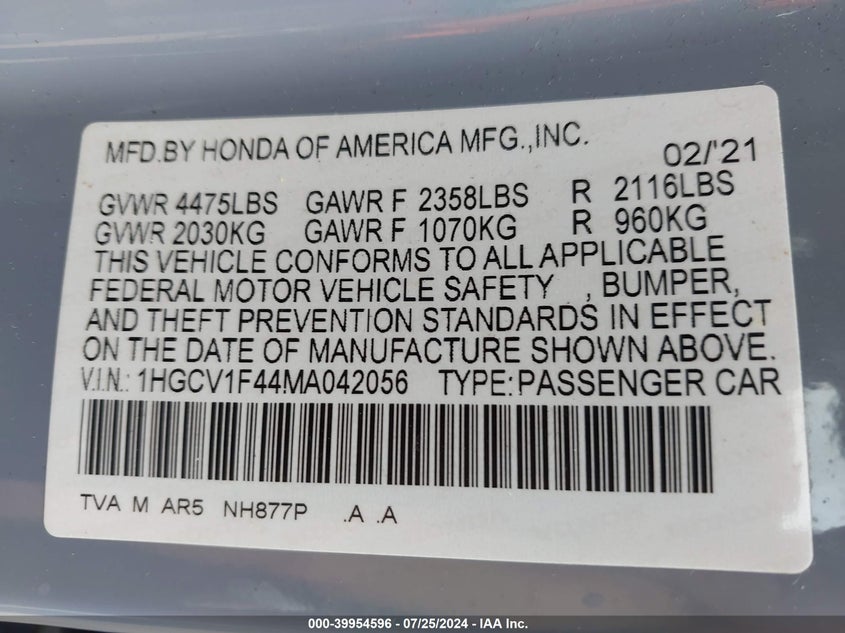 MFD.BY HONDA OF AMERICA MFG.,INC. 02/'21
GVWR 4475LBS GAWR F 2358LBS R 2116LBS
GVWR 2030KG GAWR F 1070KG R 960KG
THIS VEHICLE CONFORMS TO ALL APPLICABLE
FEDERAL MOTOR VEHICLE SAFETY , BUMPER,
AND THEFT PREVENTION STANDARDS IN EFFECT
ON THE DATE OF MANUFACTURE SHOWN ABOVE.
V.I.N.: 1HGCV1F44MA042056 TYPE:PASSENGER CAR
TVA M AR5 NH877P .A .A
000-39954596 - 07/25/2024 - IAA Inc.